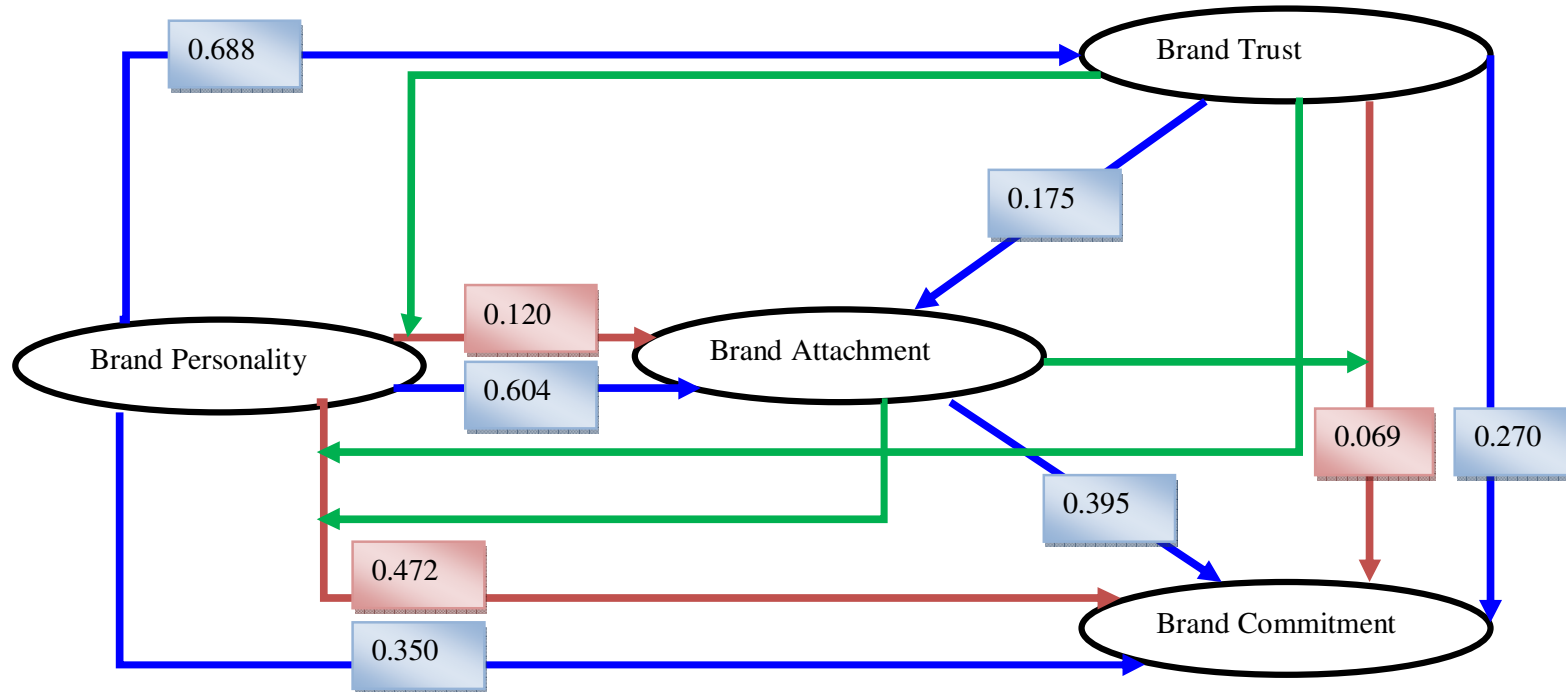 0.688
Brand Trust
0.175
0.120
Brand Personality
Brand Attachment
0.604
0.069
0.270
0.395
0.472
Brand Commitment
0.350